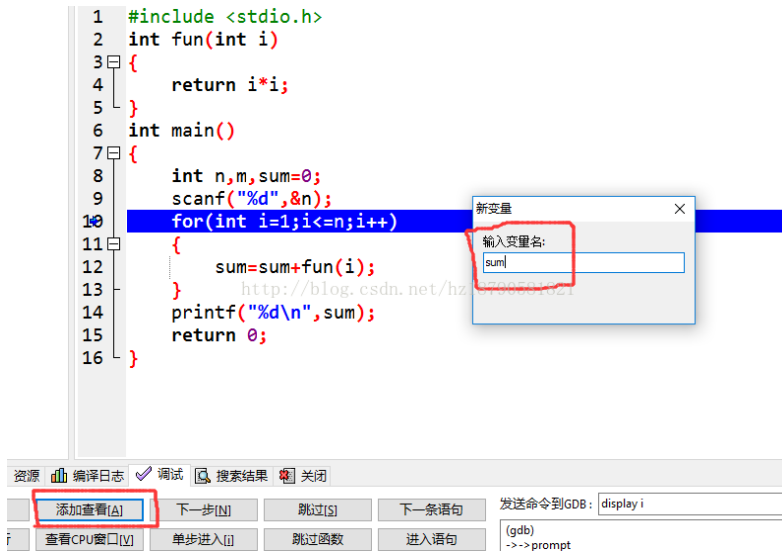 1 #include <stdio.h>
2 int fun(int i)
3 {
4 return i*i;
5 }
6 int main()
7 {
8 int n,m,sum=0;
9 scanf("%d",&n);
10 for(int i=1;i<=n;i++)
11 {
12 sum=sum+fun(i);
13 }
14 printf("%d\n",sum);
15 return 0;
16 }
新变量
输入变量名:
sum
资源 编译日志 调试 搜索结果 关闭
添加查看[A] 下一步[N] 跳过[S] 下一条语句 发送命令到GDB: display i
行 查看CPU窗口[V] 单步进入[i] 跳过函数 进入语句
(gdb)
->->prompt